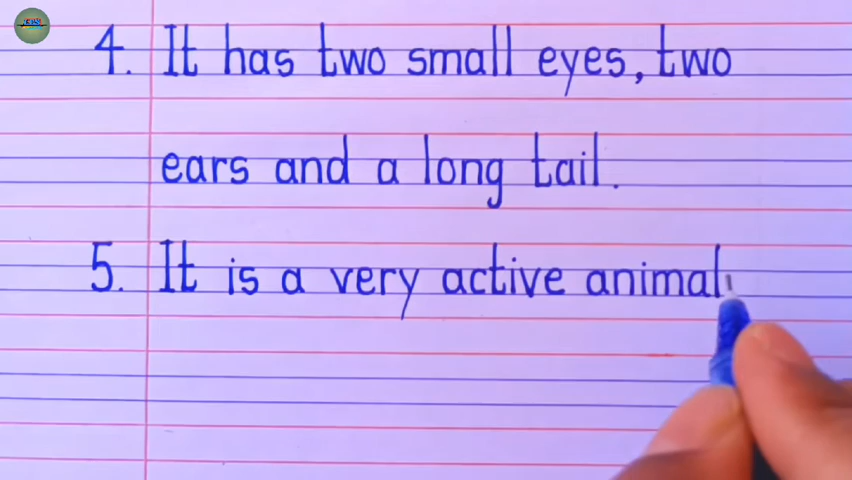 4. It has two small eyes, two
ears and a long tail.
5. It is a very active animal